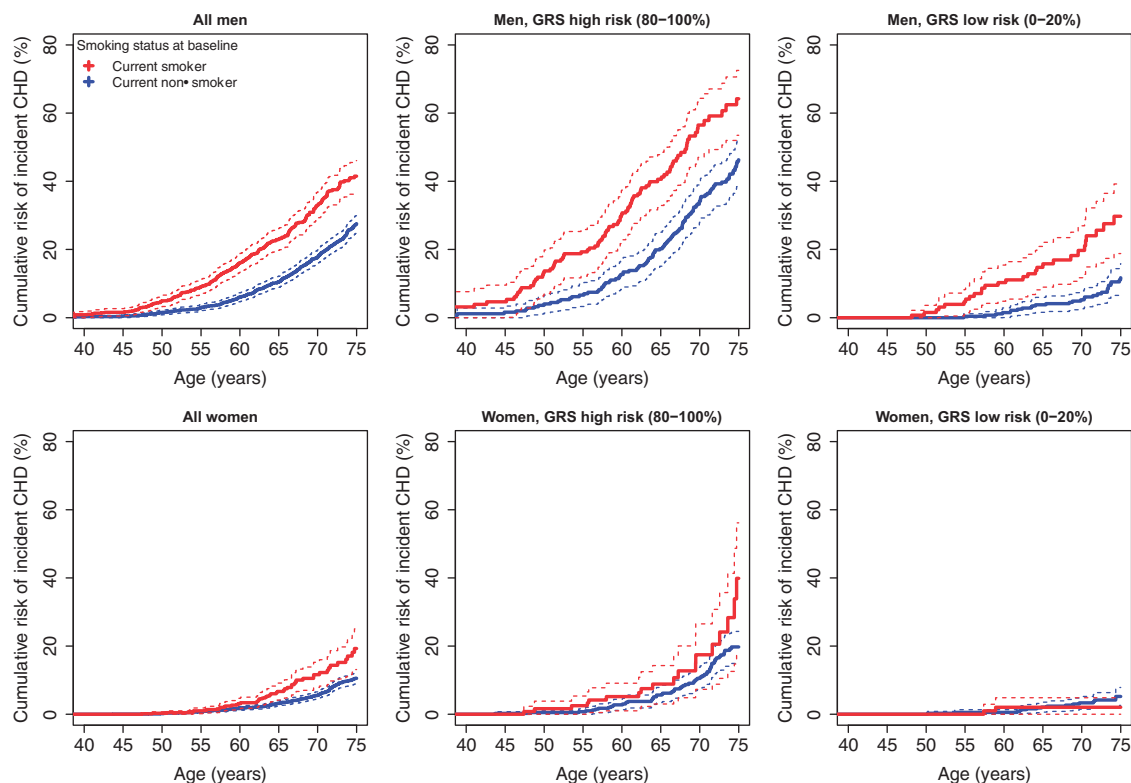 All men
Cumulative risk of incident CHD (%)
80
60
40
20
0
Smoking status at baseline
Current smoker
Current non• smoker
40 45 50 55 60 65 70 75
Age (years)
Men, GRS high risk (80−100%)
Cumulative risk of incident CHD (%)
80
60
40
20
0
40 45 50 55 60 65 70 75
Age (years)
Men, GRS low risk (0−20%)
Cumulative risk of incident CHD (%)
80
60
40
20
0
40 45 50 55 60 65 70 75
Age (years)
All women
Cumulative risk of incident CHD (%)
80
60
40
20
0
40 45 50 55 60 65 70 75
Age (years)
Women, GRS high risk (80−100%)
Cumulative risk of incident CHD (%)
80
60
40
20
0
40 45 50 55 60 65 70 75
Age (years)
Women, GRS low risk (0−20%)
Cumulative risk of incident CHD (%)
80
60
40
20
0
40 45 50 55 60 65 70 75
Age (years)